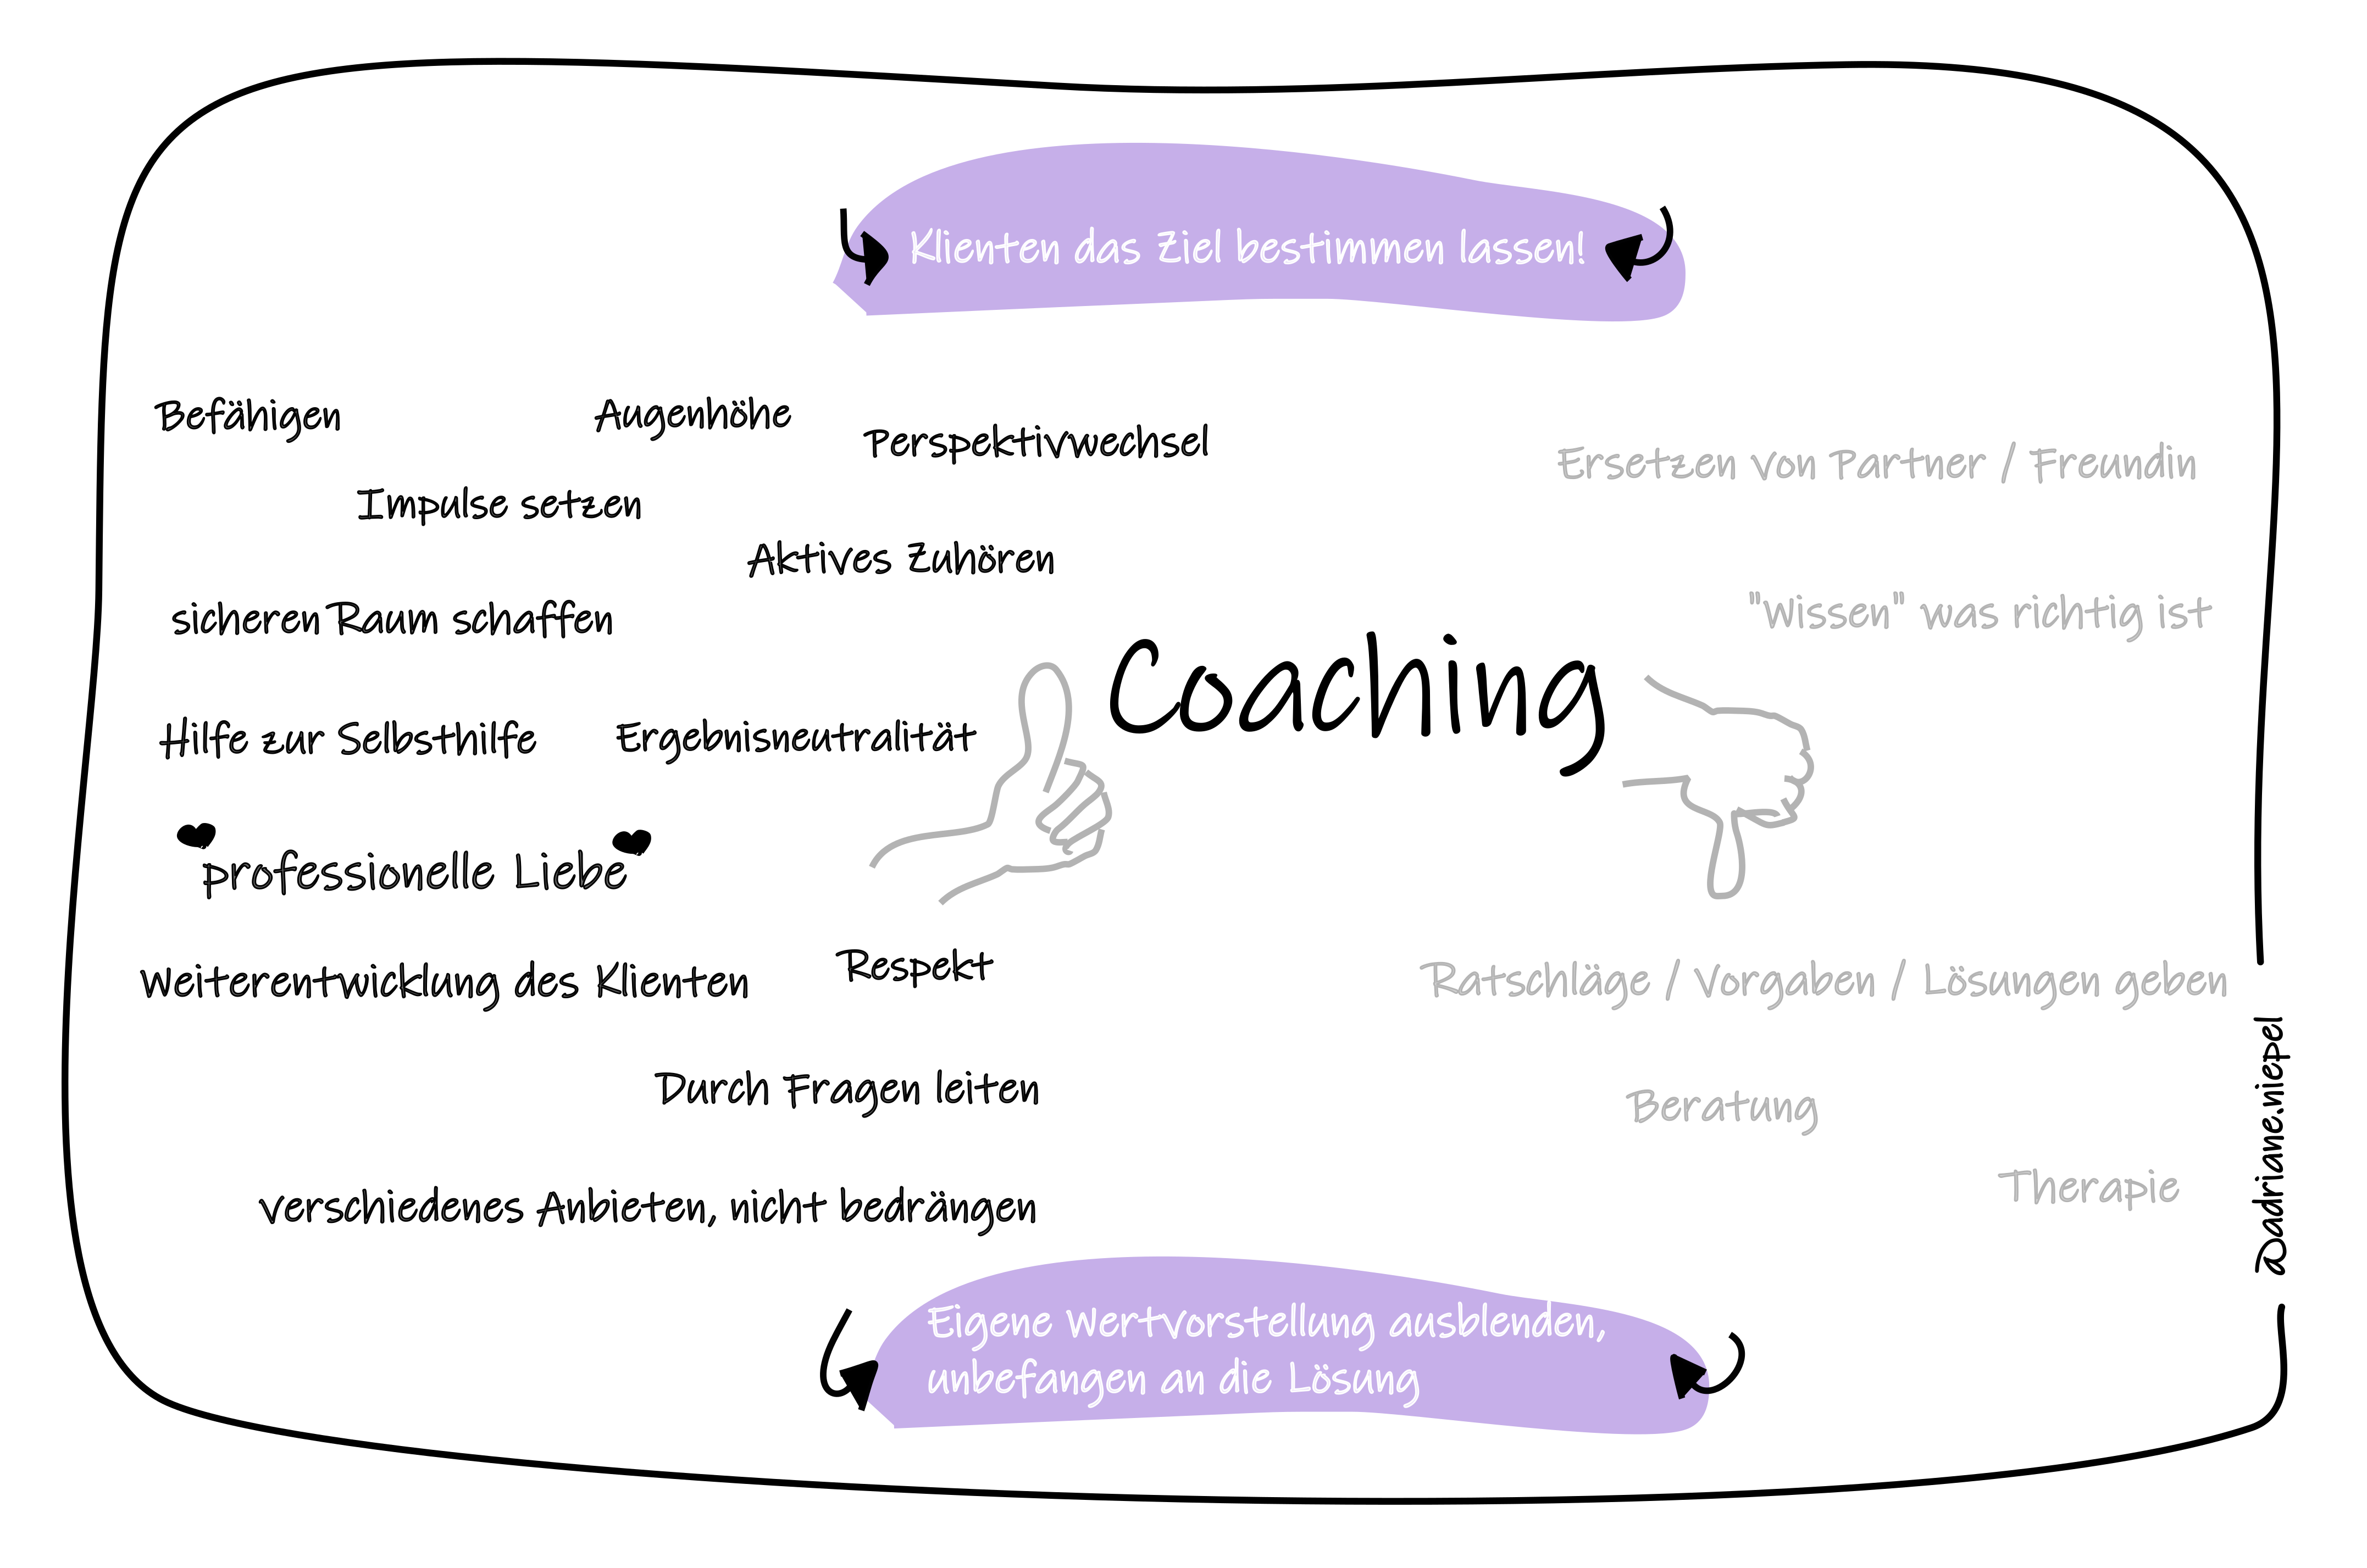 Klienten das Ziel bestimmen lassen!
Befähigen
Augenhöhe
Perspektivwechsel
Impulse setzen
Aktives Zuhören
sicheren Raum schaffen
Hilfe zur Selbsthilfe
Ergebnisneutralität
professionelle Liebe
Weiterentwicklung des Klienten
Respekt
Durch Fragen leiten
verschiedenes Anbieten, nicht bedrängen
Coaching
Ersetzen von Partner / Freundin
"Wissen" was richtig ist
Ratschläge / Vorgaben / Lösungen geben
Beratung
Therapie
Eigene Wertvorstellung ausblenden,
unbefangen an die Lösung
@adriane.niepel